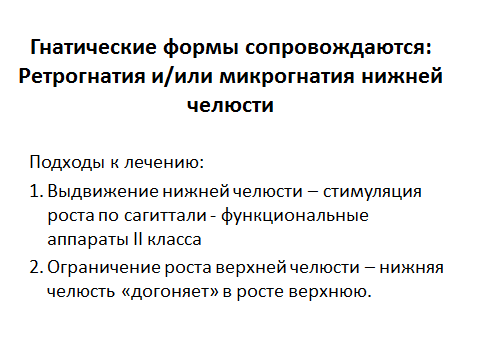 Гнатические формы сопровождаются:
Ретрогнатия и/или микрогнатия нижней
челюсти
Подходы к лечению:
1. Выдвижение нижней челюсти – стимуляция
роста по сагиттали - функциональные
аппараты II класса
2. Ограничение роста верхней челюсти – нижняя
челюсть «догоняет» в росте верхнюю.